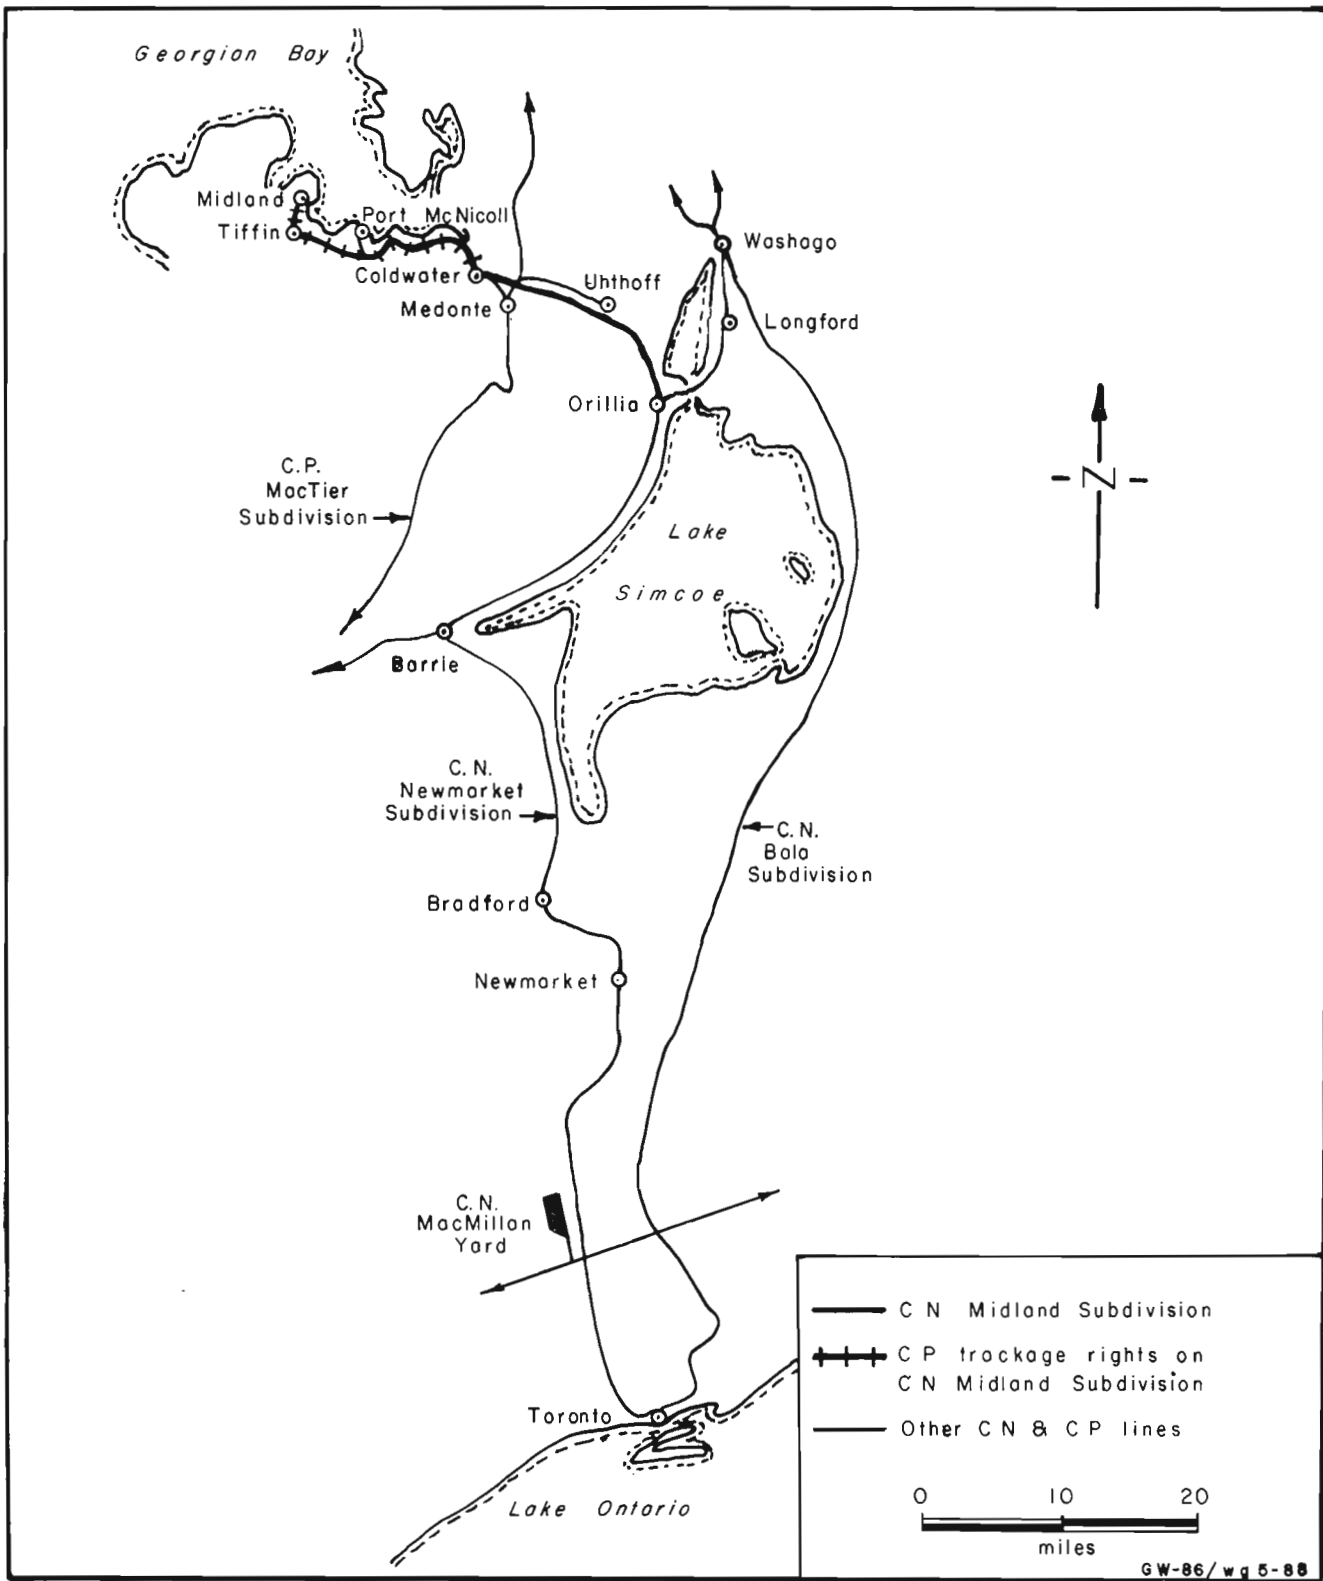 Georgian Bay
Midland
Port McNicoll
Tiffin
Washago
Coldwater
Uhthoff
Medonte
Longford
Orillia
C.P.
MacTier
Subdivision
N
Lake
Simcoe
Barrie
C.N.
Newmarket
Subdivision
C.N.
Bala
Subdivision
Bradford
Newmarket
C.N.
MacMillan
Yard
CN Midland Subdivision
CP trackage rights on
CN Midland Subdivision
Other CN & CP lines
Toronto
Lake Ontario
0 10 20
miles
GW-86/wg 5-88